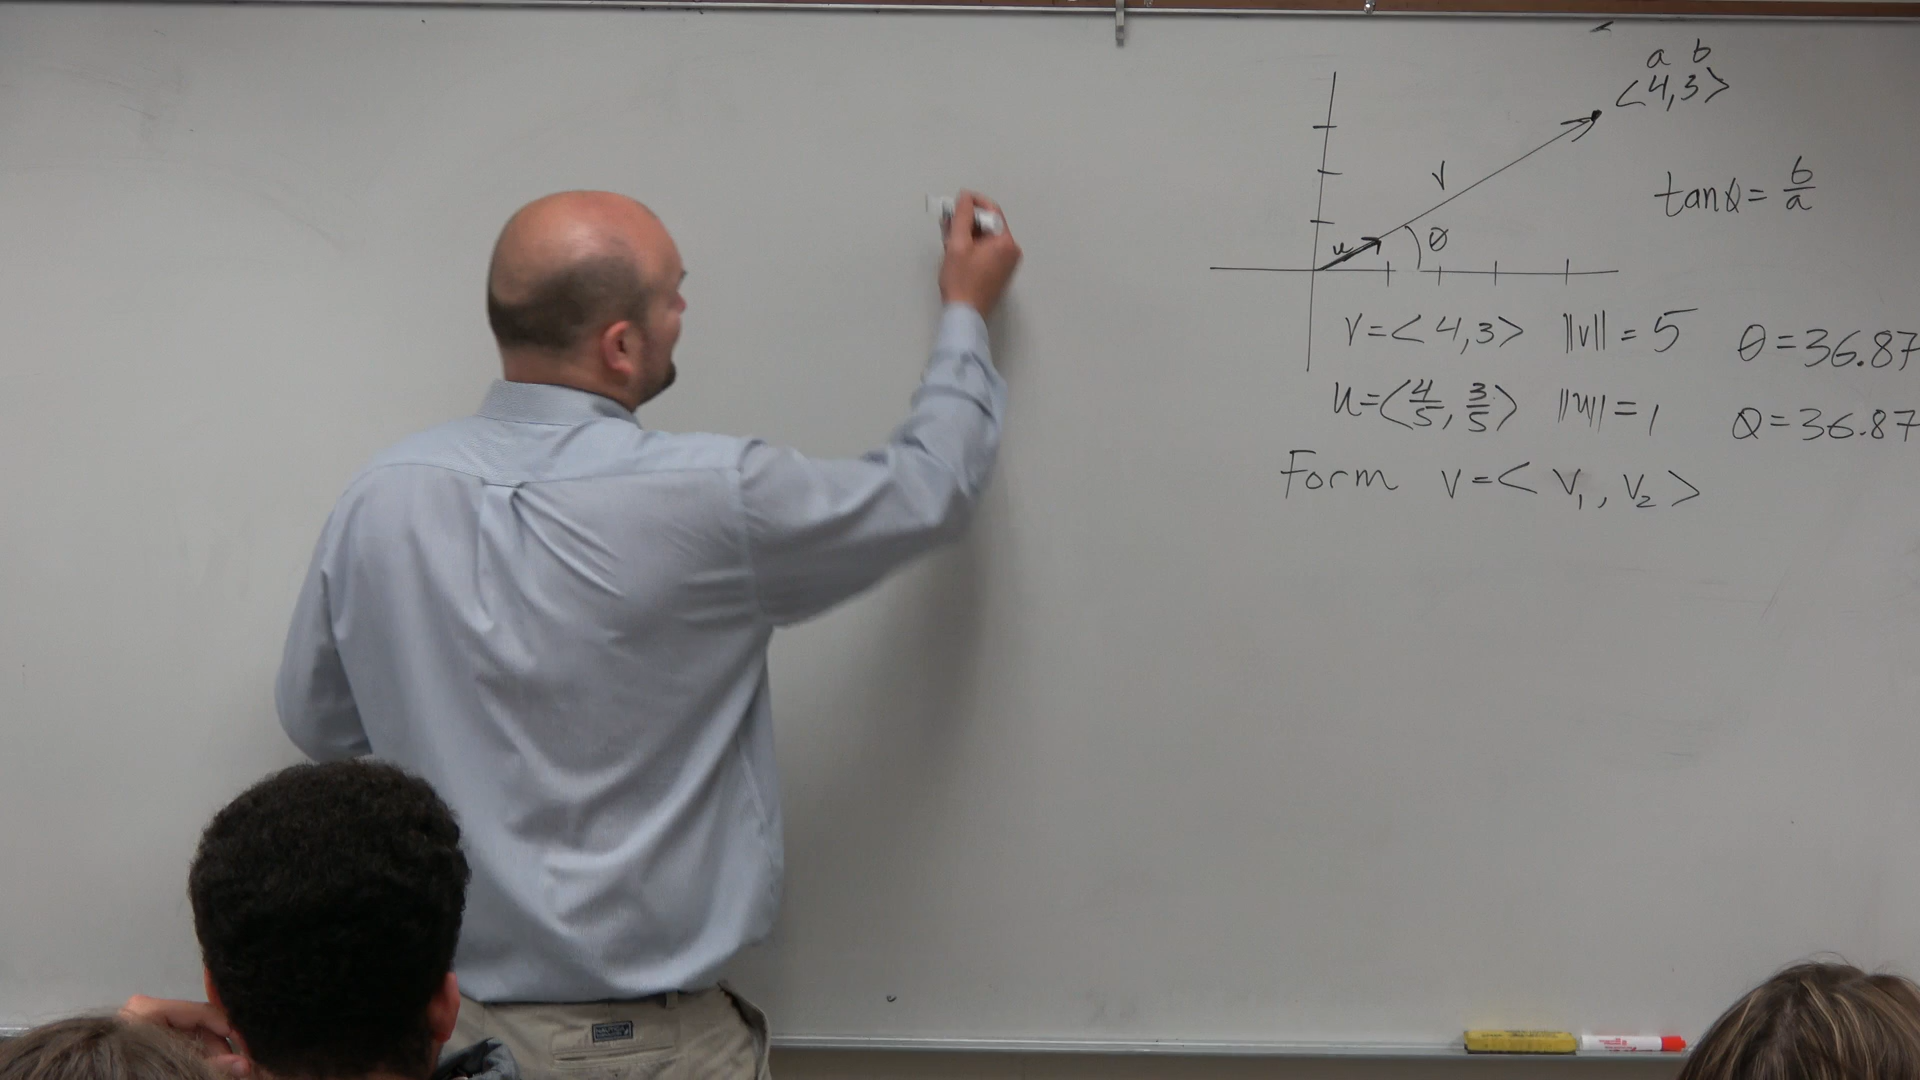 a b
<4,3>
v
tanθ = b/a
u
θ
v = <4,3> ||v|| = 5 θ = 36.87
u = <4/5, 3/5> ||u|| = 1 θ = 36.87
Form v = < v₁, v₂ >